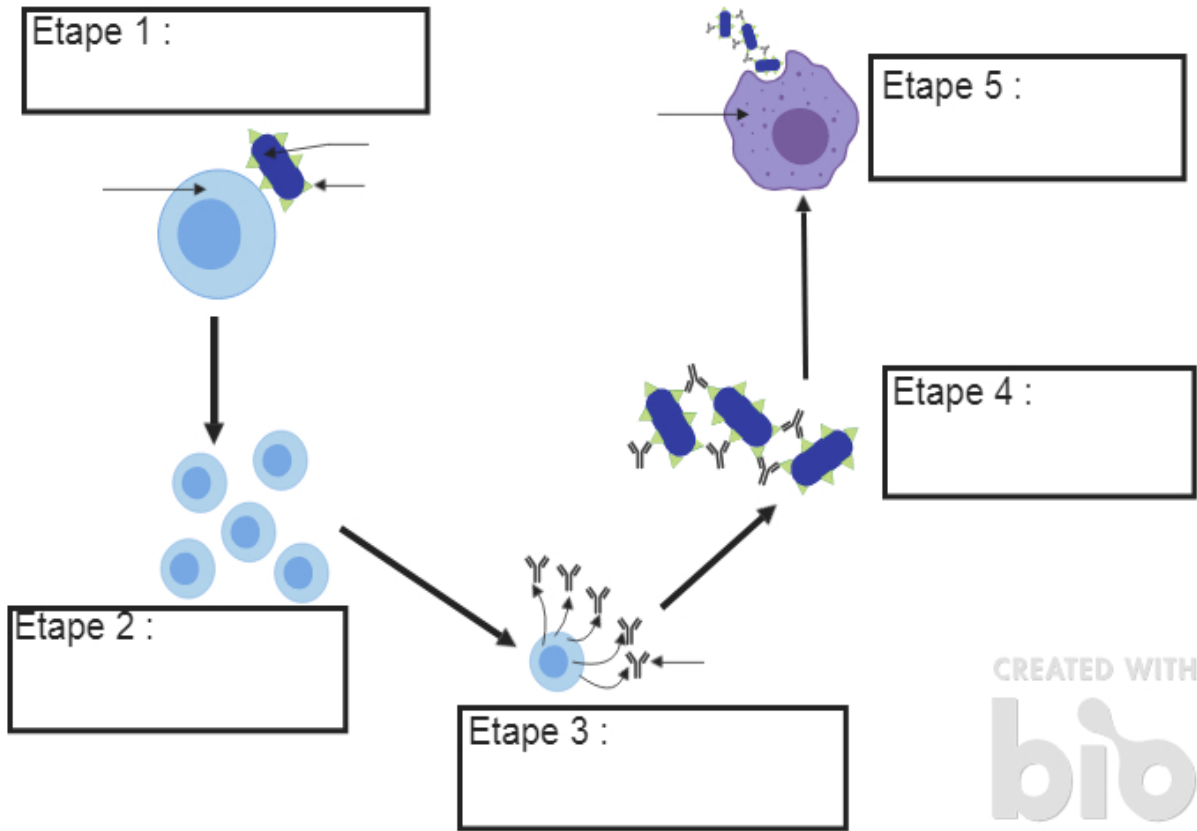 Etape 1 :
Etape 5 :
Etape 4 :
Etape 2 :
Etape 3 :
CREATED WITH
bio